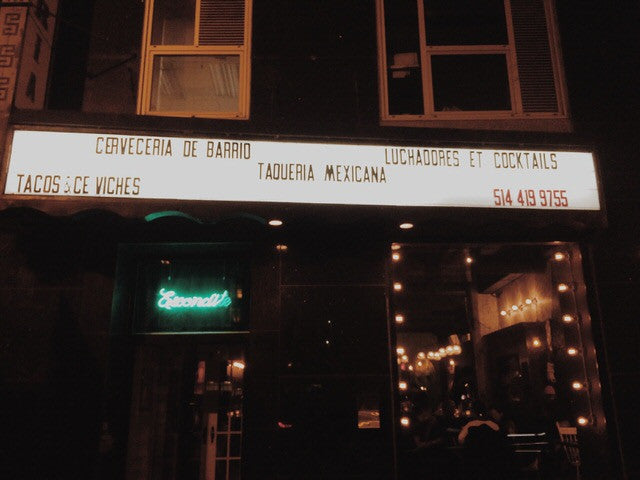 CERVECERIA DE BARRIO
LUCHADORES ET COCKTAILS
TAQUERIA MEXICANA
TACOS & CEVICHES
514 419 9755
Escondite